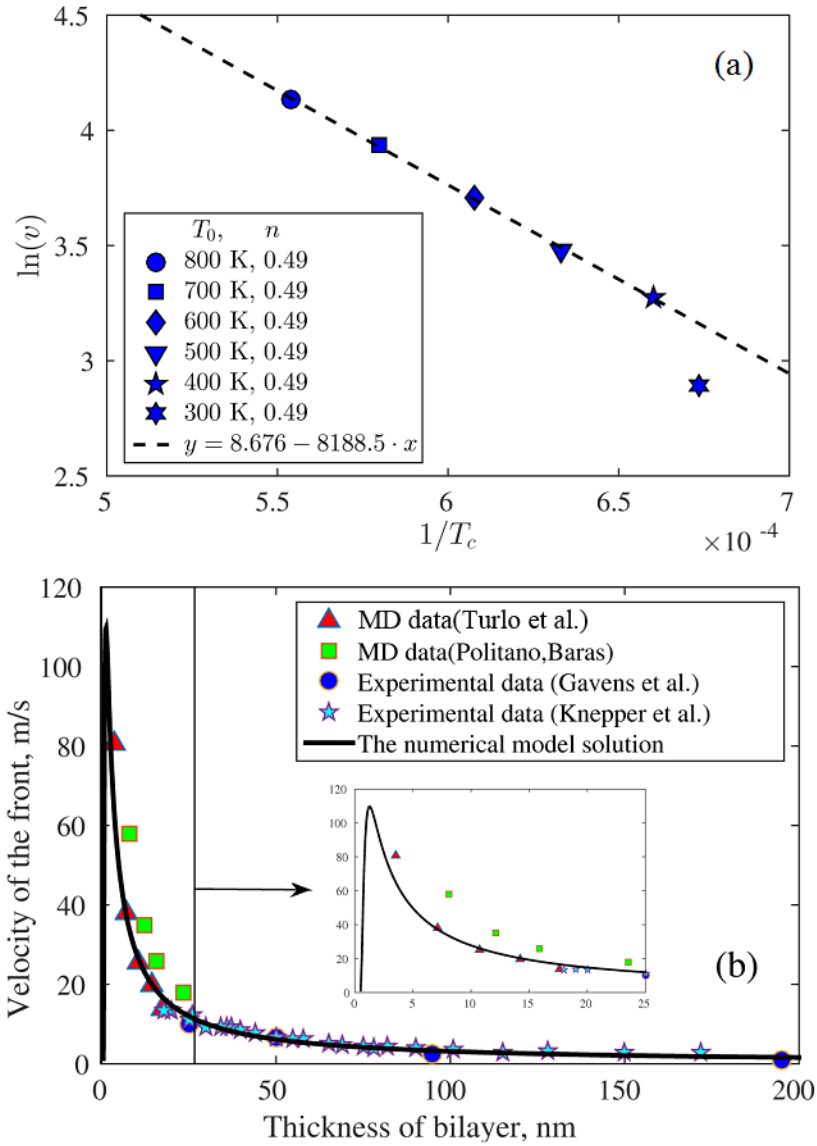 4.5
(a)
4
ln(v)
3.5
T₀, n
800 K, 0.49
700 K, 0.49
600 K, 0.49
500 K, 0.49
400 K, 0.49
300 K, 0.49
y = 8.676 − 8188.5 · x
3
2.5
5 5.5 6 6.5 7
1/T_c
×10⁻⁴
120
100
80
60
40
20
0
Velocity of the front, m/s
MD data(Turlo et al.)
MD data(Politano,Baras)
Experimental data (Gavens et al.)
Experimental data (Knepper et al.)
The numerical model solution
120
100
80
60
40
20
0
0 5 10 15 20 25
(b)
0 50 100 150 200
Thickness of bilayer, nm